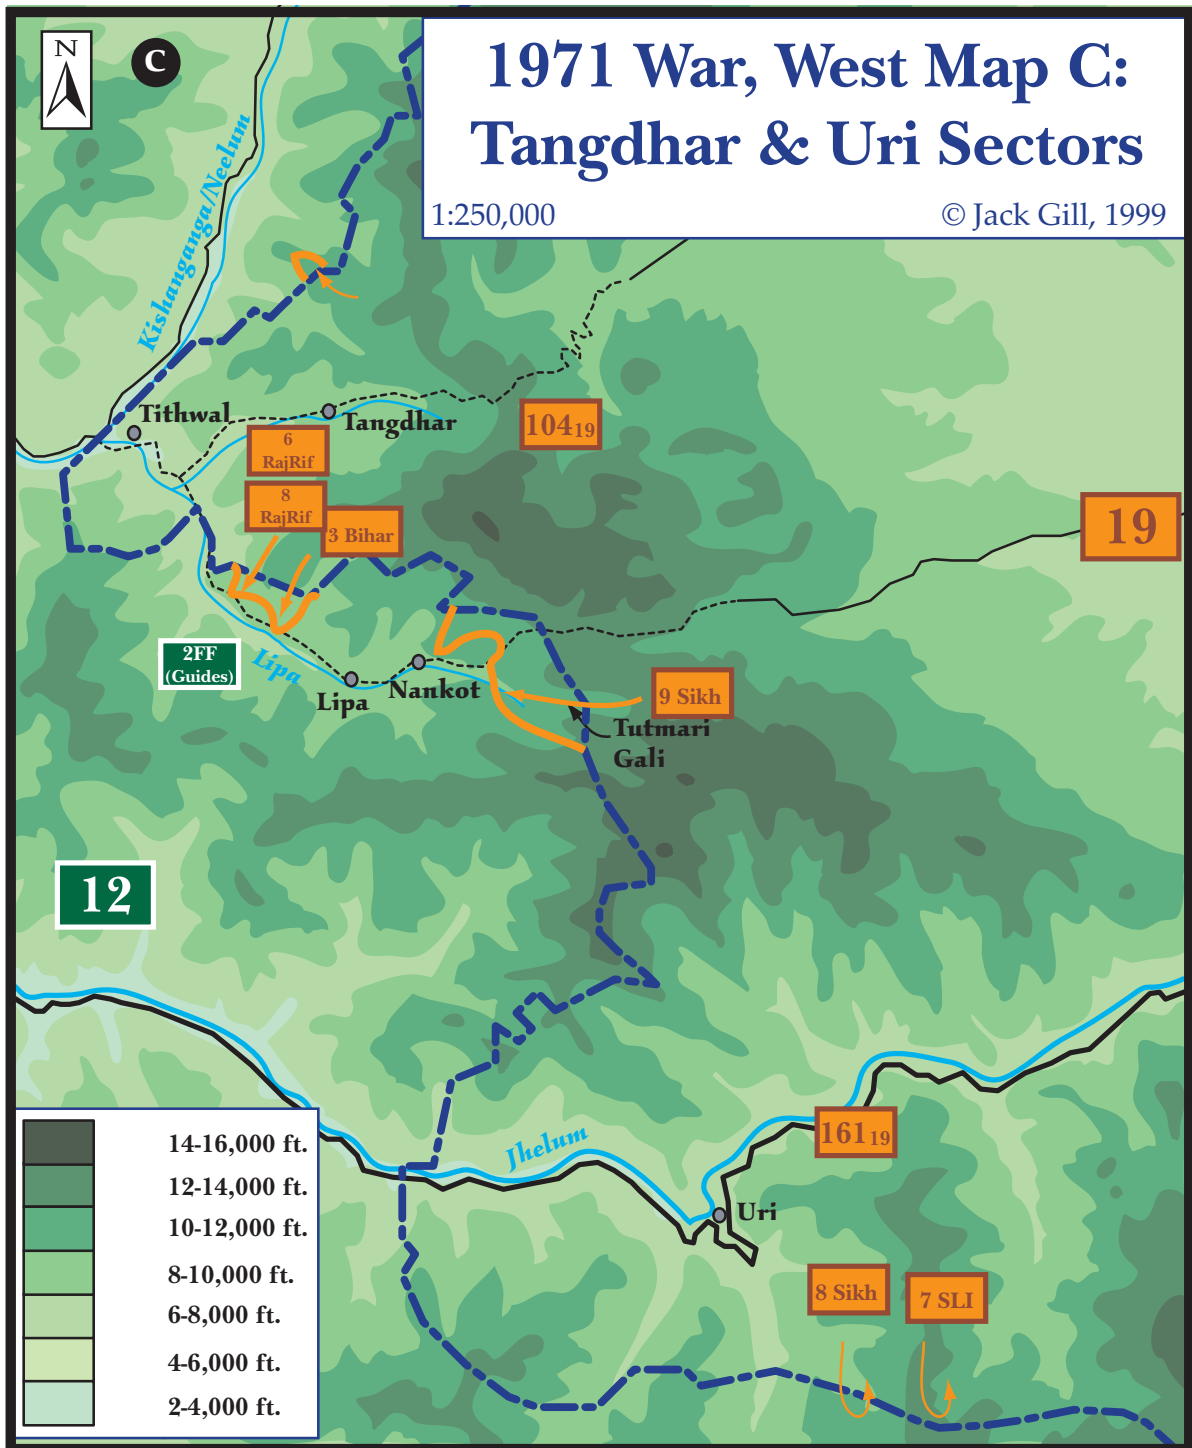 N
C
1971 War, West Map C:
Tangdhar & Uri Sectors
1:250,000
© Jack Gill, 1999
Kishanganga/Neelum
Tithwal
Tangdhar
104 19
6
RajRif
8
RajRif
3 Bihar
19
2FF
(Guides)
Lipa
Lipa
Nankot
9 Sikh
Tutmari
Gali
12
Jhelum
161 19
Uri
8 Sikh
7 SLI
14-16,000 ft.
12-14,000 ft.
10-12,000 ft.
8-10,000 ft.
6-8,000 ft.
4-6,000 ft.
2-4,000 ft.